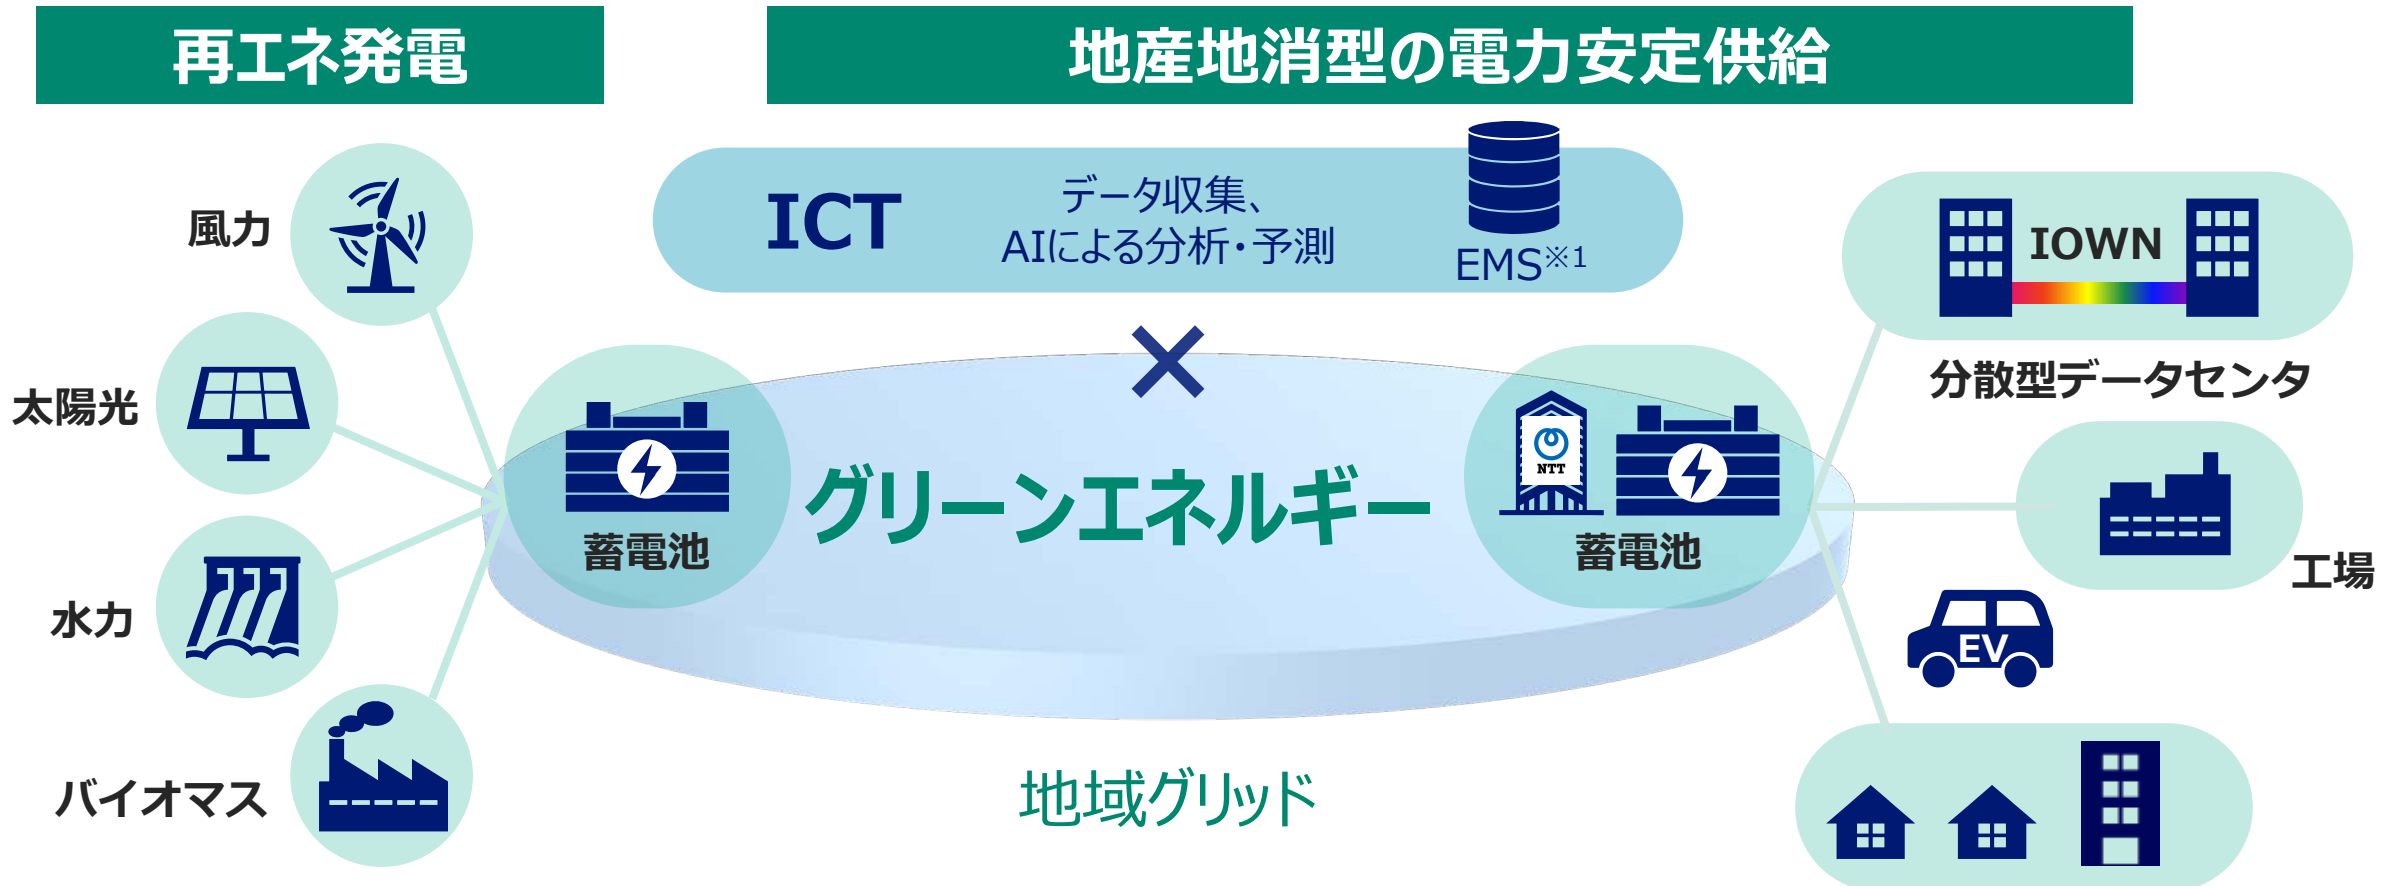 再エネ発電
地産地消型の電力安定供給
風力
太陽光
水力
バイオマス
ICT
データ収集、
AIによる分析・予測
EMS※1
グリーンエネルギー
蓄電池
NTT
蓄電池
地域グリッド
IOWN
分散型データセンタ
工場
EV